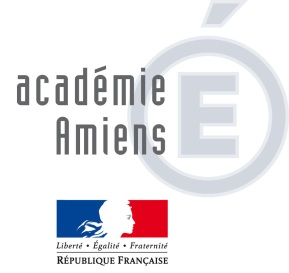 académie
Amiens
É
Liberté • Égalité • Fraternité
RÉPUBLIQUE FRANÇAISE